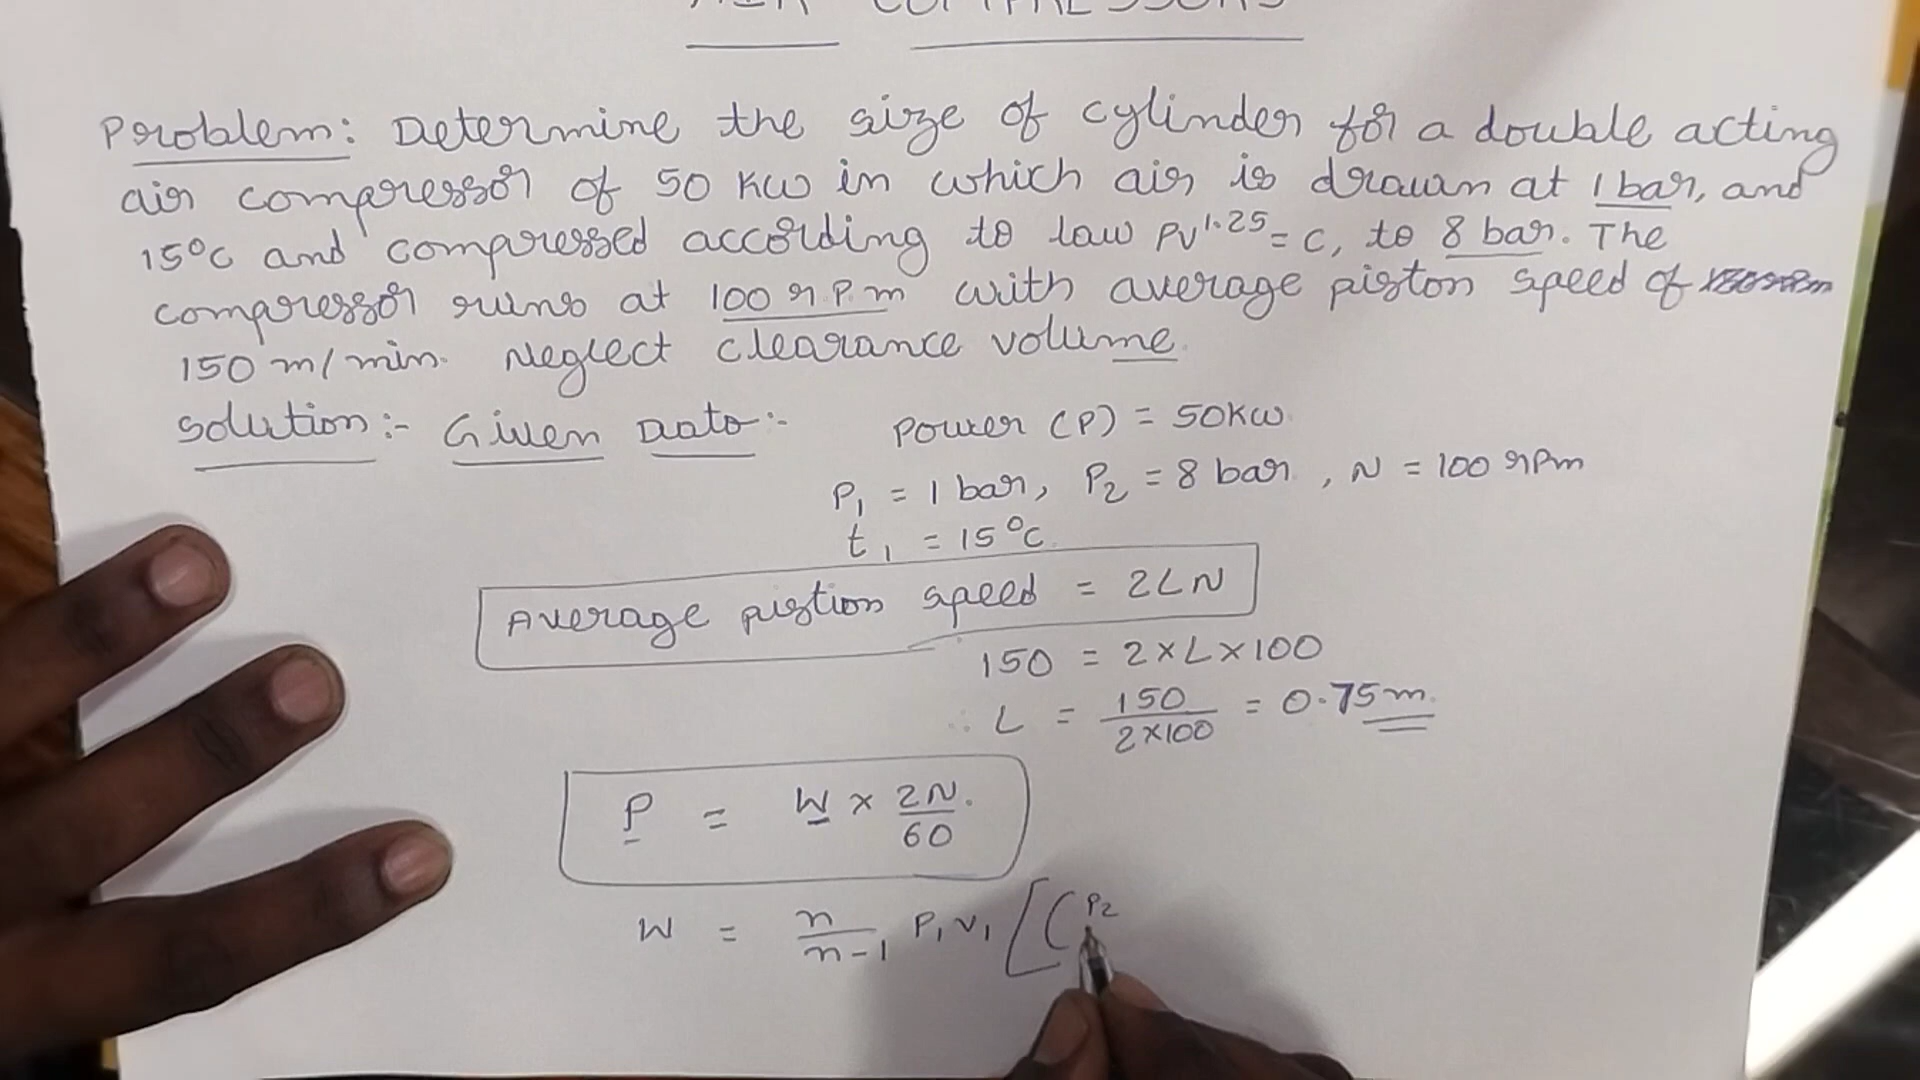 AIR COMPRESSORS
Problem: Determine the size of cylinder for a double acting
air compressor of 50 KW in which air is drawn at 1 bar, and
15°C and compressed according to law PV^1.25 = C, to 8 bar. The
compressor runs at 100 r.P.m with average piston speed of
150 m/min. Neglect clearance volume.
Solution:- Given Data:- Power (P) = 50KW
P1 = 1 bar, P2 = 8 bar, N = 100 rPm
t1 = 15°C
Average pistion speed = 2LN
150 = 2×L×100
∴ L = 150/2×100 = 0.75m.
P = W × 2N/60
W = n/n-1 P1V1 [(P2